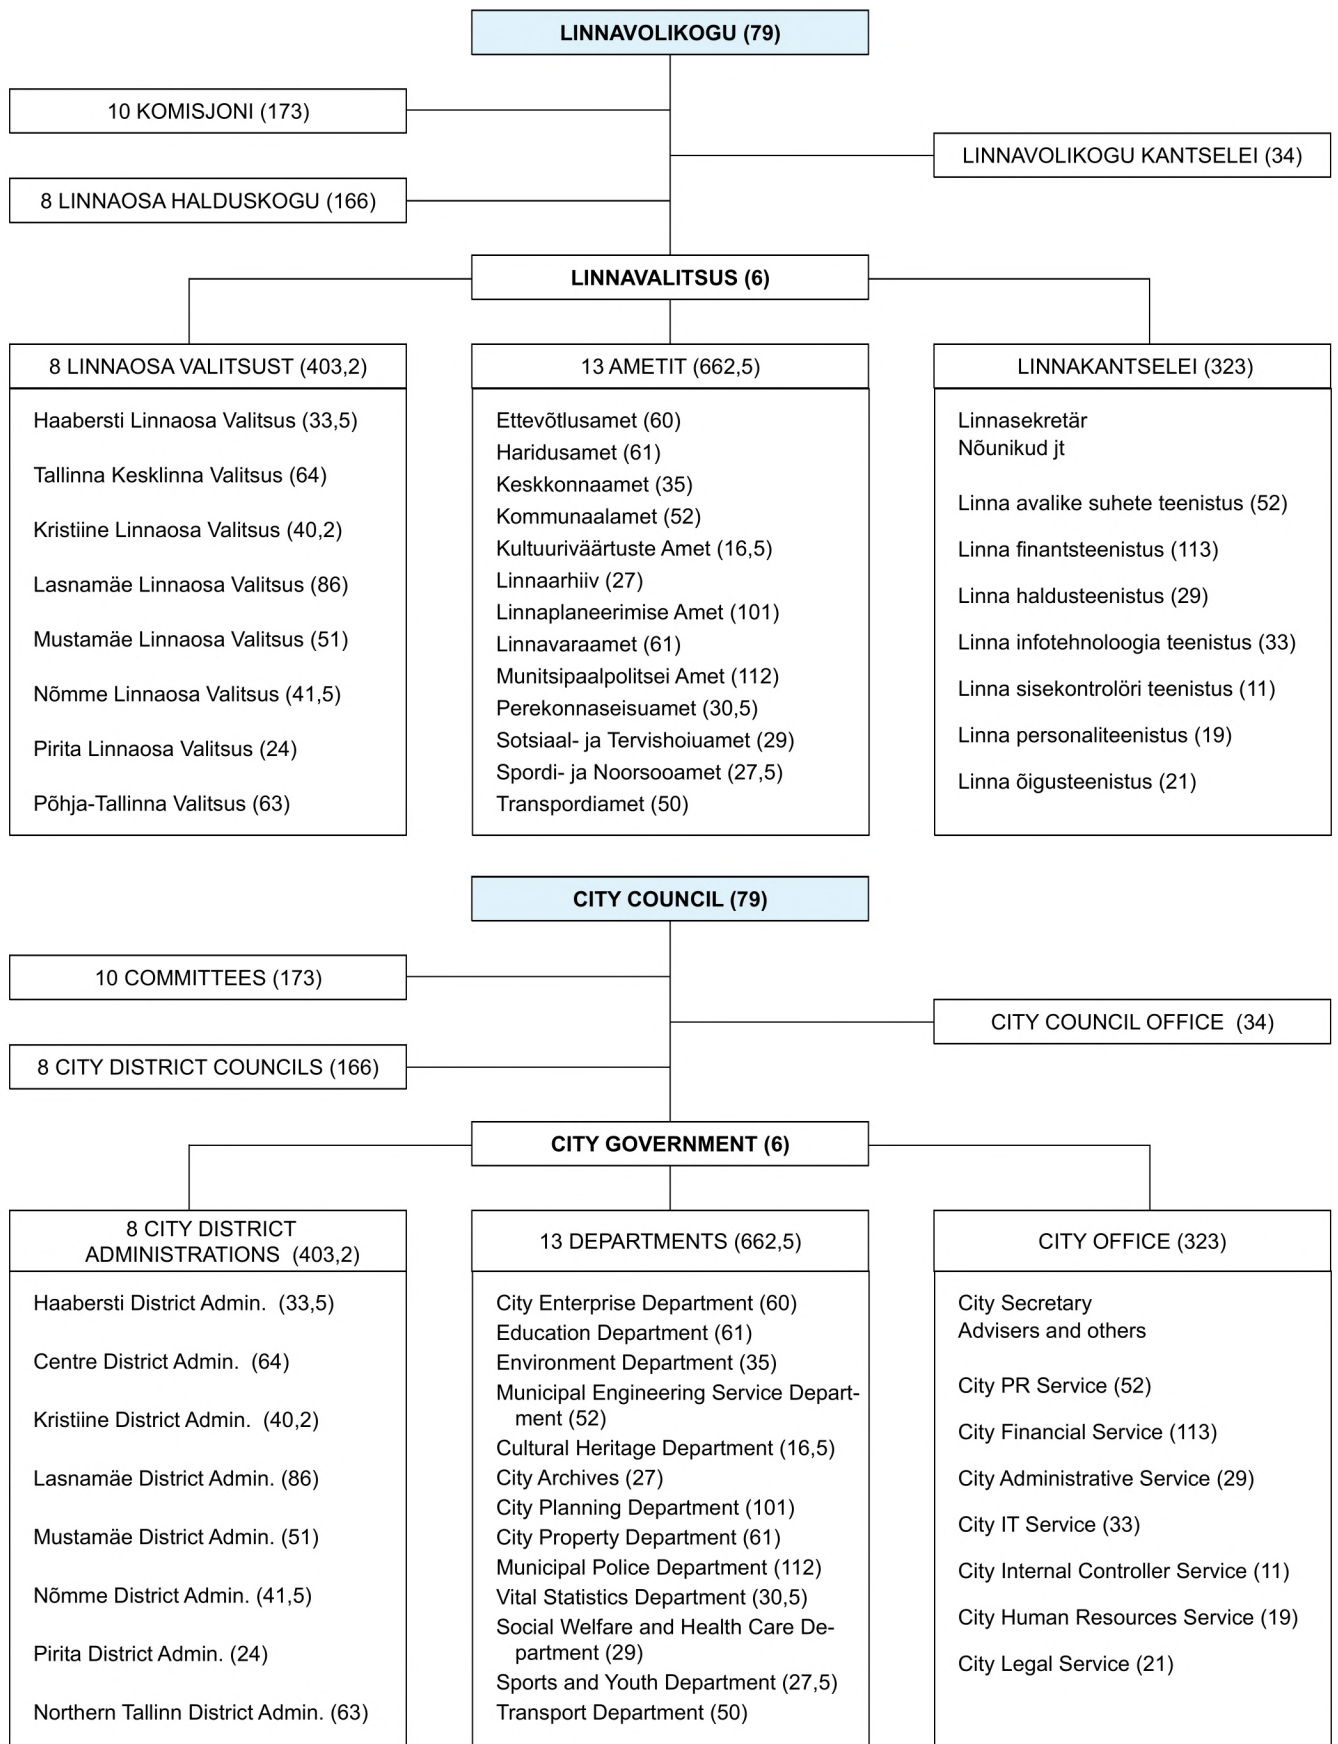 LINNAVOLIKOGU (79)
10 KOMISJONI (173)
LINNAVOLIKOGU KANTSELEI (34)
8 LINNAOSA HALDUSKOGU (166)
LINNAVALITSUS (6)
8 LINNAOSA VALITSUST (403,2)
Haabersti Linnaosa Valitsus (33,5)
Tallinna Kesklinna Valitsus (64)
Kristiine Linnaosa Valitsus (40,2)
Lasnamäe Linnaosa Valitsus (86)
Mustamäe Linnaosa Valitsus (51)
Nõmme Linnaosa Valitsus (41,5)
Pirita Linnaosa Valitsus (24)
Põhja-Tallinna Valitsus (63)
13 AMETIT (662,5)
Ettevõtlusamet (60)
Haridusamet (61)
Keskkonnaamet (35)
Kommunaalamet (52)
Kultuuriväärtuste Amet (16,5)
Linnaarhiiv (27)
Linnaplaneerimise Amet (101)
Linnavaraamet (61)
Munitsipaalpolitsei Amet (112)
Perekonnaseisuamet (30,5)
Sotsiaal- ja Tervishoiuamet (29)
Spordi- ja Noorsooamet (27,5)
Transpordiamet (50)
LINNAKANTSELEI (323)
Linnasekretär
Nõunikud jt
Linna avalike suhete teenistus (52)
Linna finantsteenistus (113)
Linna haldusteenistus (29)
Linna infotehnoloogia teenistus (33)
Linna sisekontrolöri teenistus (11)
Linna personaliteenistus (19)
Linna õigusteenistus (21)
CITY COUNCIL (79)
10 COMMITTEES (173)
CITY COUNCIL OFFICE (34)
8 CITY DISTRICT COUNCILS (166)
CITY GOVERNMENT (6)
8 CITY DISTRICT
ADMINISTRATIONS (403,2)
Haabersti District Admin. (33,5)
Centre District Admin. (64)
Kristiine District Admin. (40,2)
Lasnamäe District Admin. (86)
Mustamäe District Admin. (51)
Nõmme District Admin. (41,5)
Pirita District Admin. (24)
Northern Tallinn District Admin. (63)
13 DEPARTMENTS (662,5)
City Enterprise Department (60)
Education Department (61)
Environment Department (35)
Municipal Engineering Service Depart-
ment (52)
Cultural Heritage Department (16,5)
City Archives (27)
City Planning Department (101)
City Property Department (61)
Municipal Police Department (112)
Vital Statistics Department (30,5)
Social Welfare and Health Care De-
partment (29)
Sports and Youth Department (27,5)
Transport Department (50)
CITY OFFICE (323)
City Secretary
Advisers and others
City PR Service (52)
City Financial Service (113)
City Administrative Service (29)
City IT Service (33)
City Internal Controller Service (11)
City Human Resources Service (19)
City Legal Service (21)